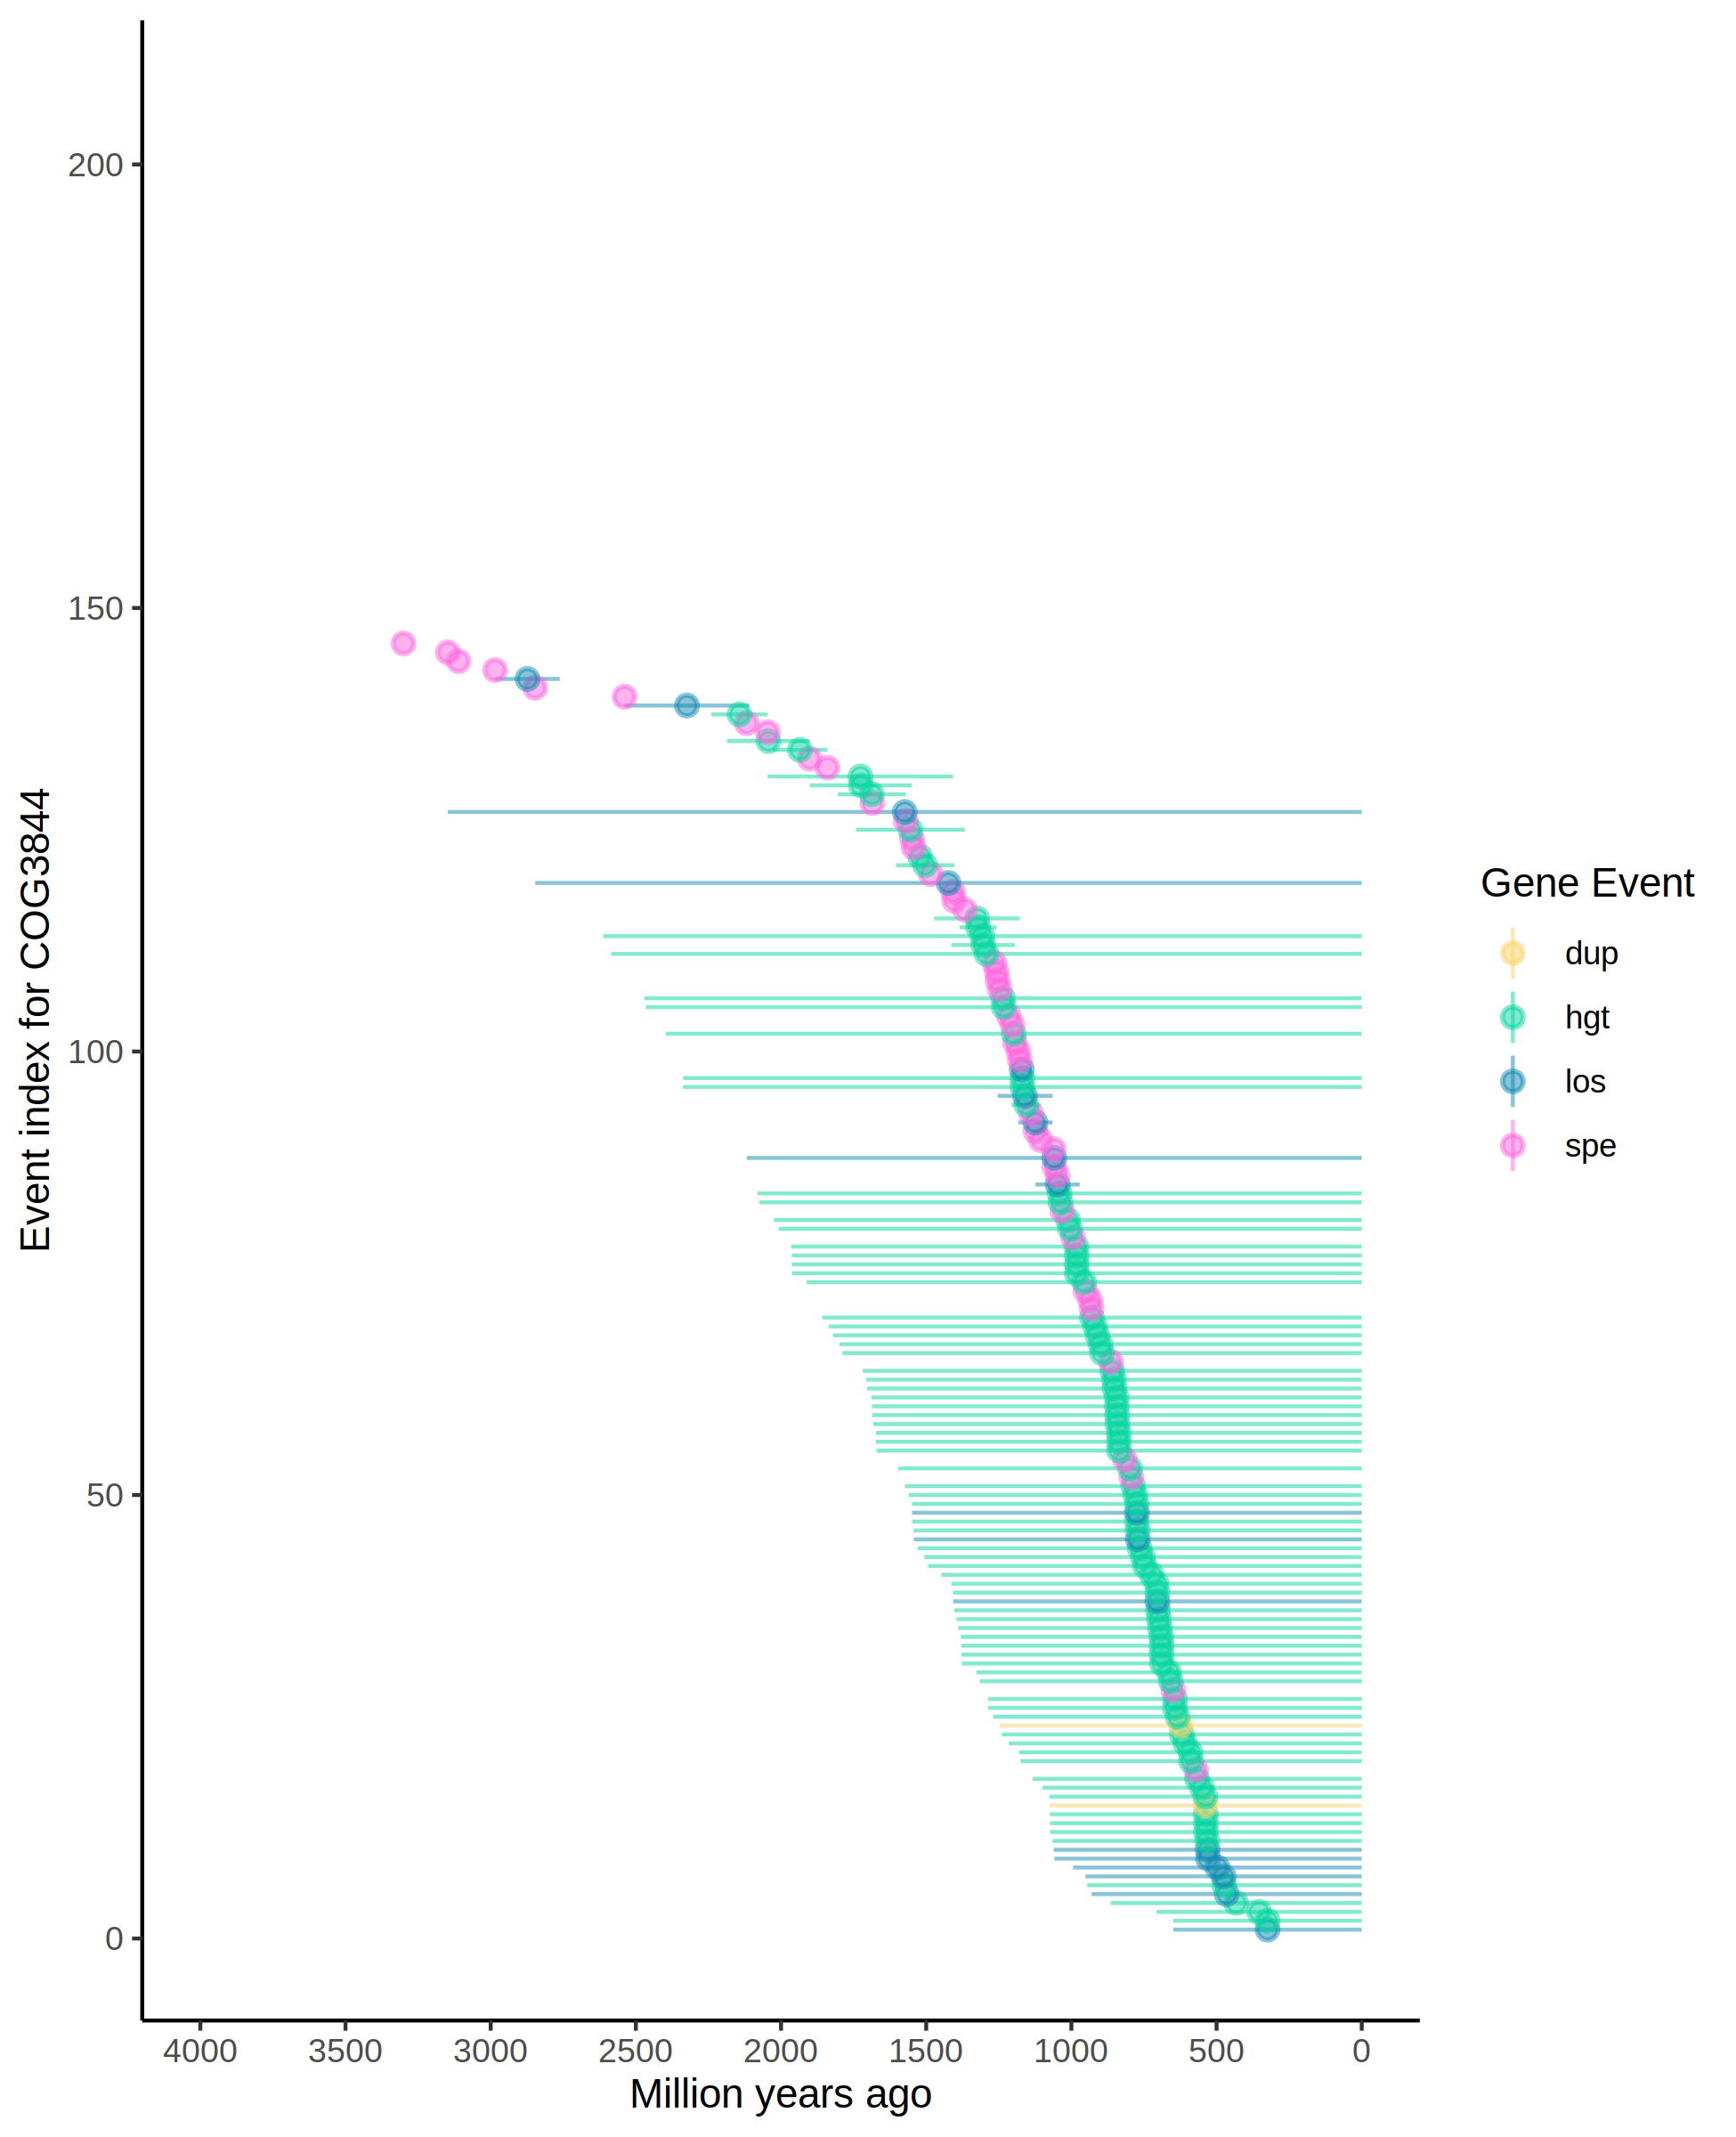 Event index for COG3844
200
150
100
50
0
4000 3500 3000 2500 2000 1500 1000 500 0
Million years ago
Gene Event
dup
hgt
los
spe